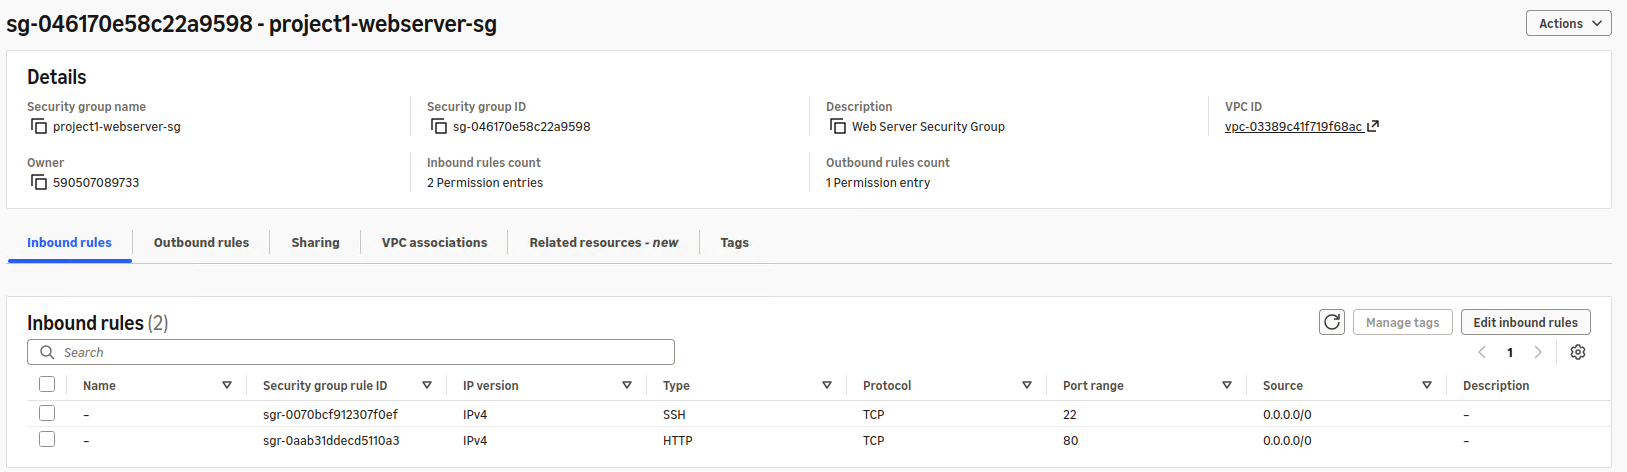 sg-046170e58c22a9598 - project1-webserver-sg
Actions
Details
Security group name
project1-webserver-sg
Security group ID
sg-046170e58c22a9598
Description
Web Server Security Group
VPC ID
vpc-03389c41f719f68ac
Owner
590507089733
Inbound rules count
2 Permission entries
Outbound rules count
1 Permission entry
Inbound rules Outbound rules Sharing VPC associations Related resources - new Tags
Inbound rules (2)
Manage tags Edit inbound rules
Search
1
Name Security group rule ID IP version Type Protocol Port range Source Description
– sgr-0070bcf912307f0ef IPv4 SSH TCP 22 0.0.0.0/0 –
– sgr-0aab31ddecd5110a3 IPv4 HTTP TCP 80 0.0.0.0/0 –